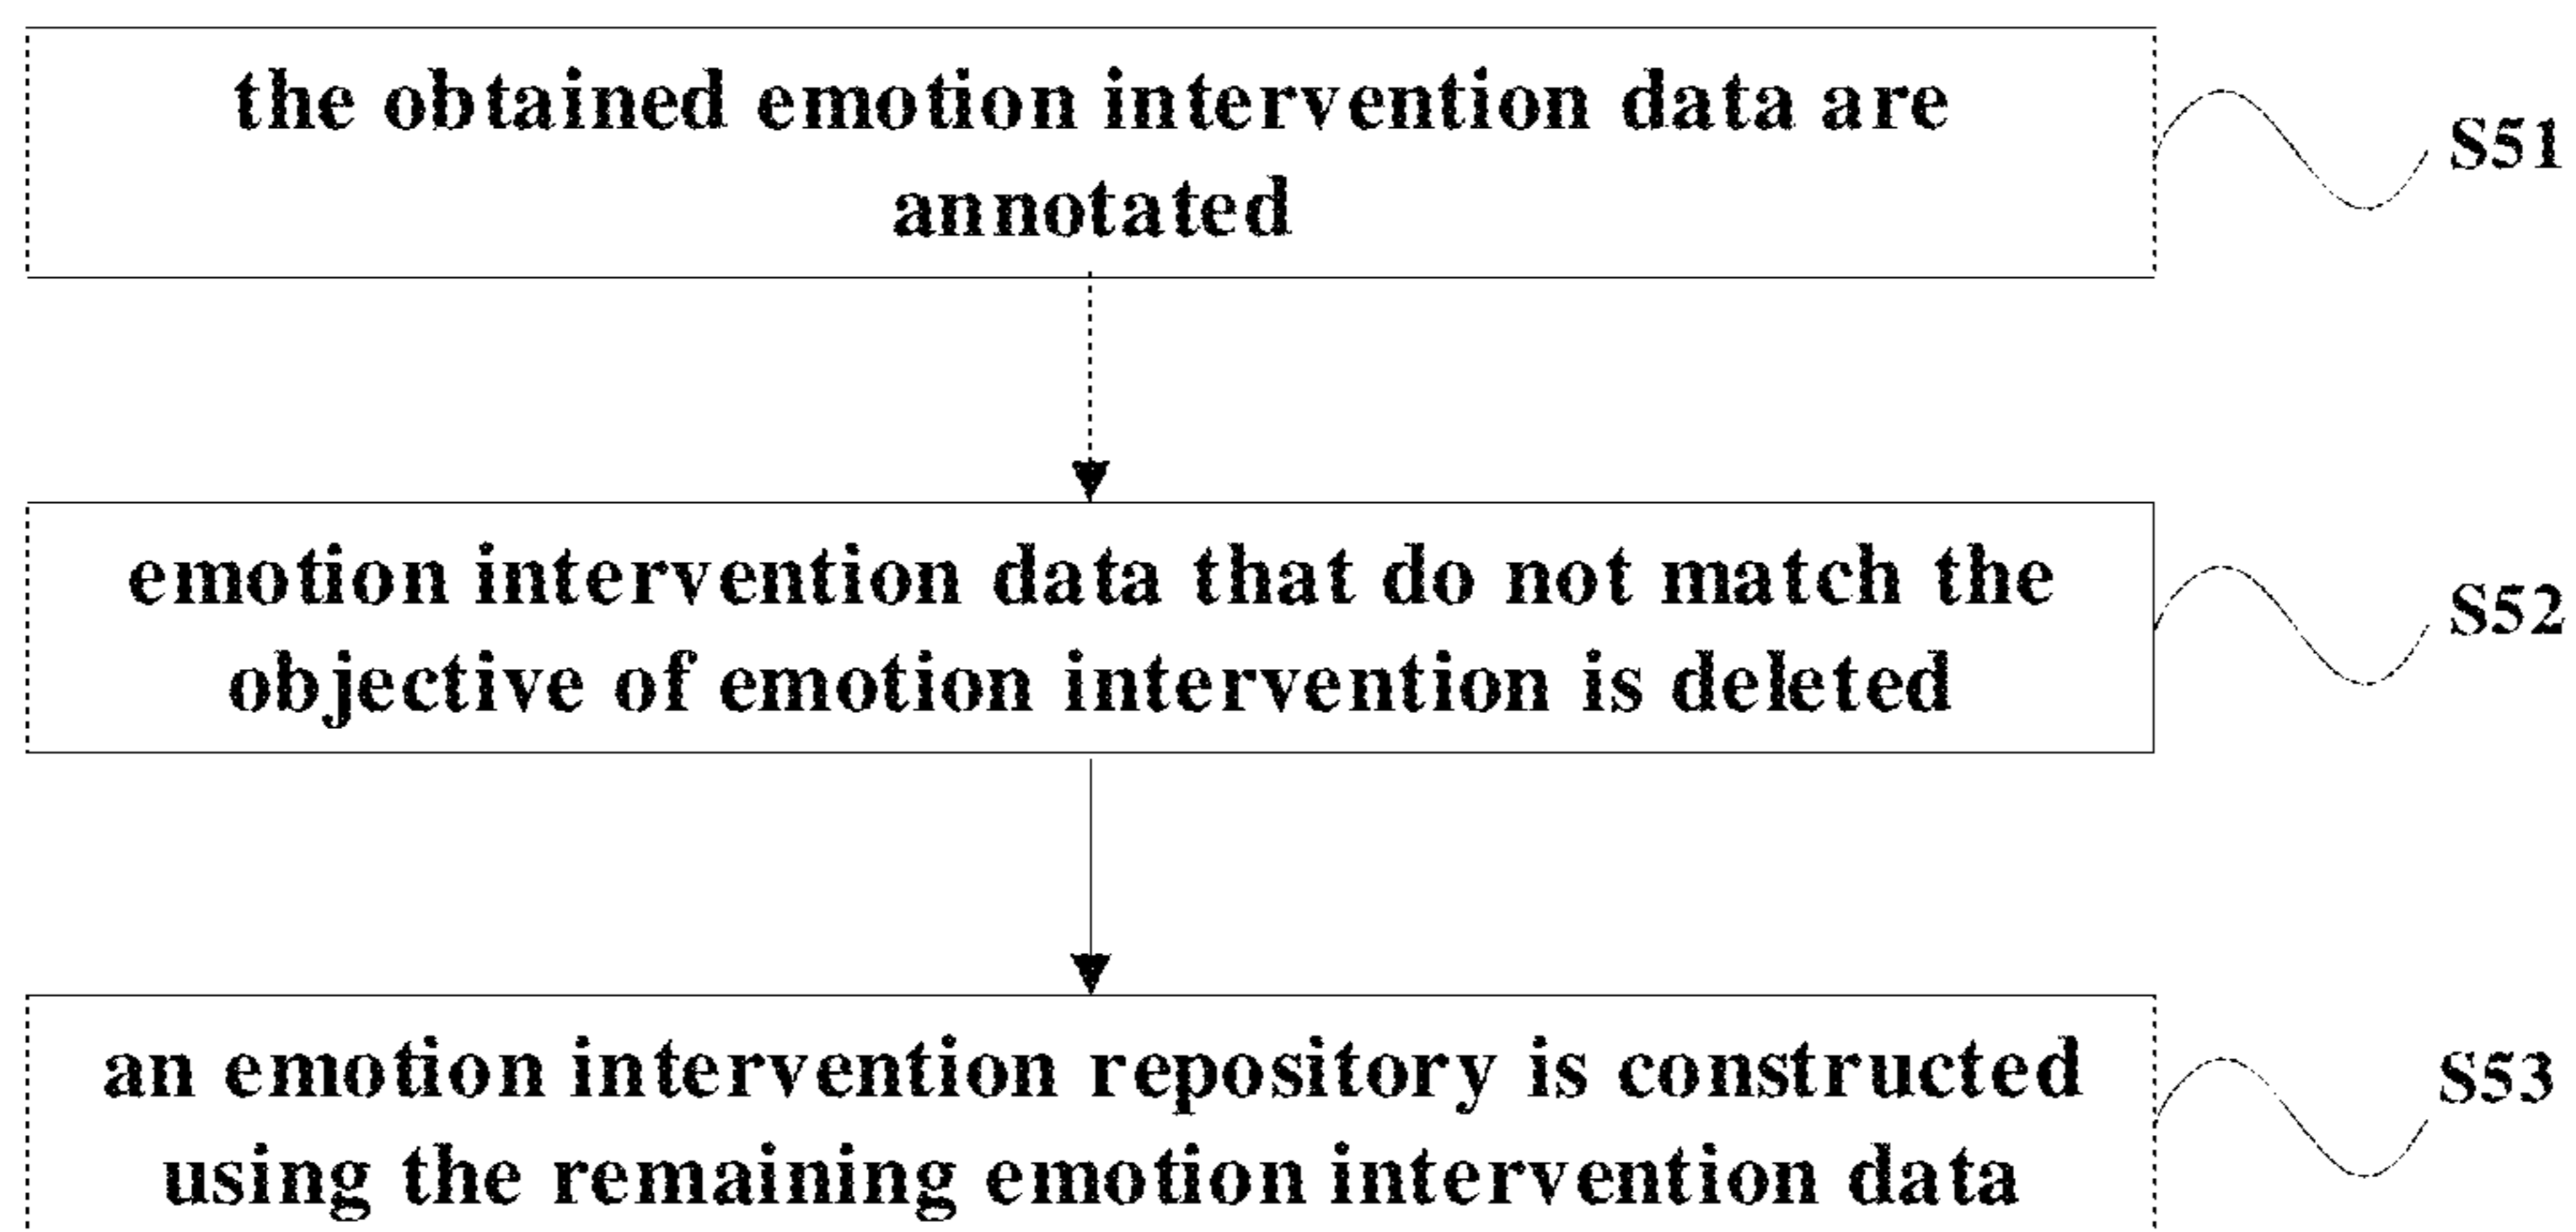 the obtained emotion intervention data are
annotated
S51
emotion intervention data that do not match the
objective of emotion intervention is deleted
S52
an emotion intervention repository is constructed
using the remaining emotion intervention data
S53